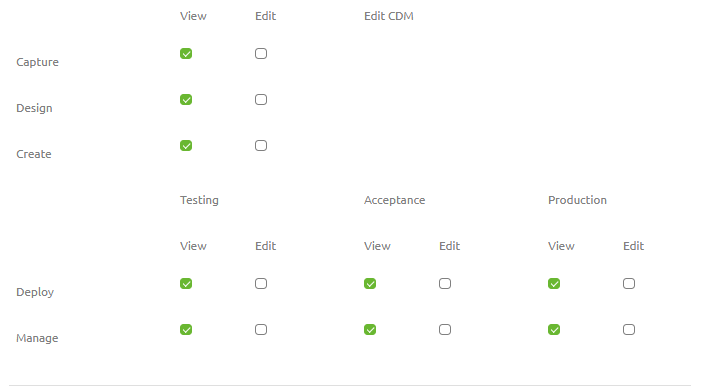 View Edit Edit CDM
Capture
Design
Create
Testing Acceptance Production
View Edit View Edit View Edit
Deploy
Manage